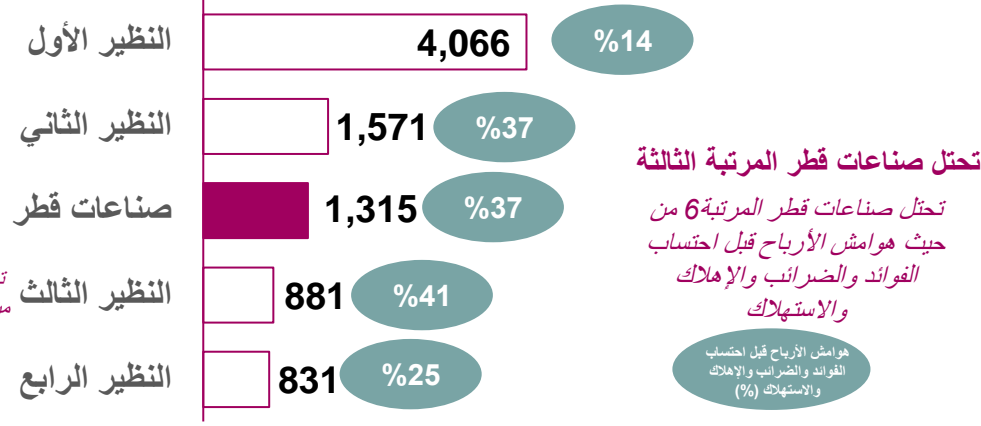 النظير الأول
4,066
%14
النظير الثاني
1,571
%37
صناعات قطر
1,315
%37
النظير الثالث
881
%41
النظير الرابع
831
%25
تحتل صناعات قطر المرتبة الثالثة
تحتل صناعات قطر المرتبة6 من
حيث هوامش الأرباح قبل احتساب
الفوائد والضرائب والإهلاك
والاستهلاك
هوامش الأرباح قبل احتساب
الفوائد والضرائب والإهلاك
والاستهلاك (%)